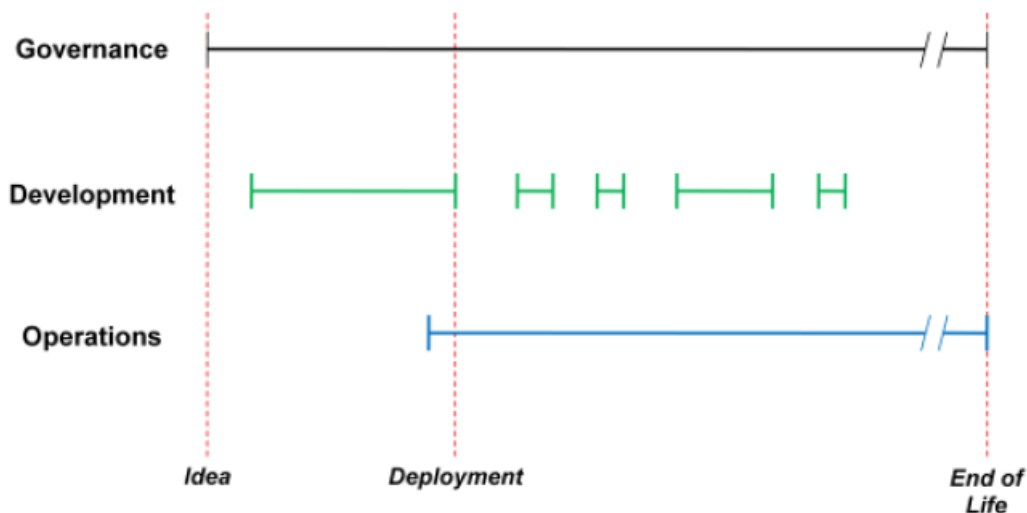 Governance
Development
Operations
Idea
Deployment
End of
Life